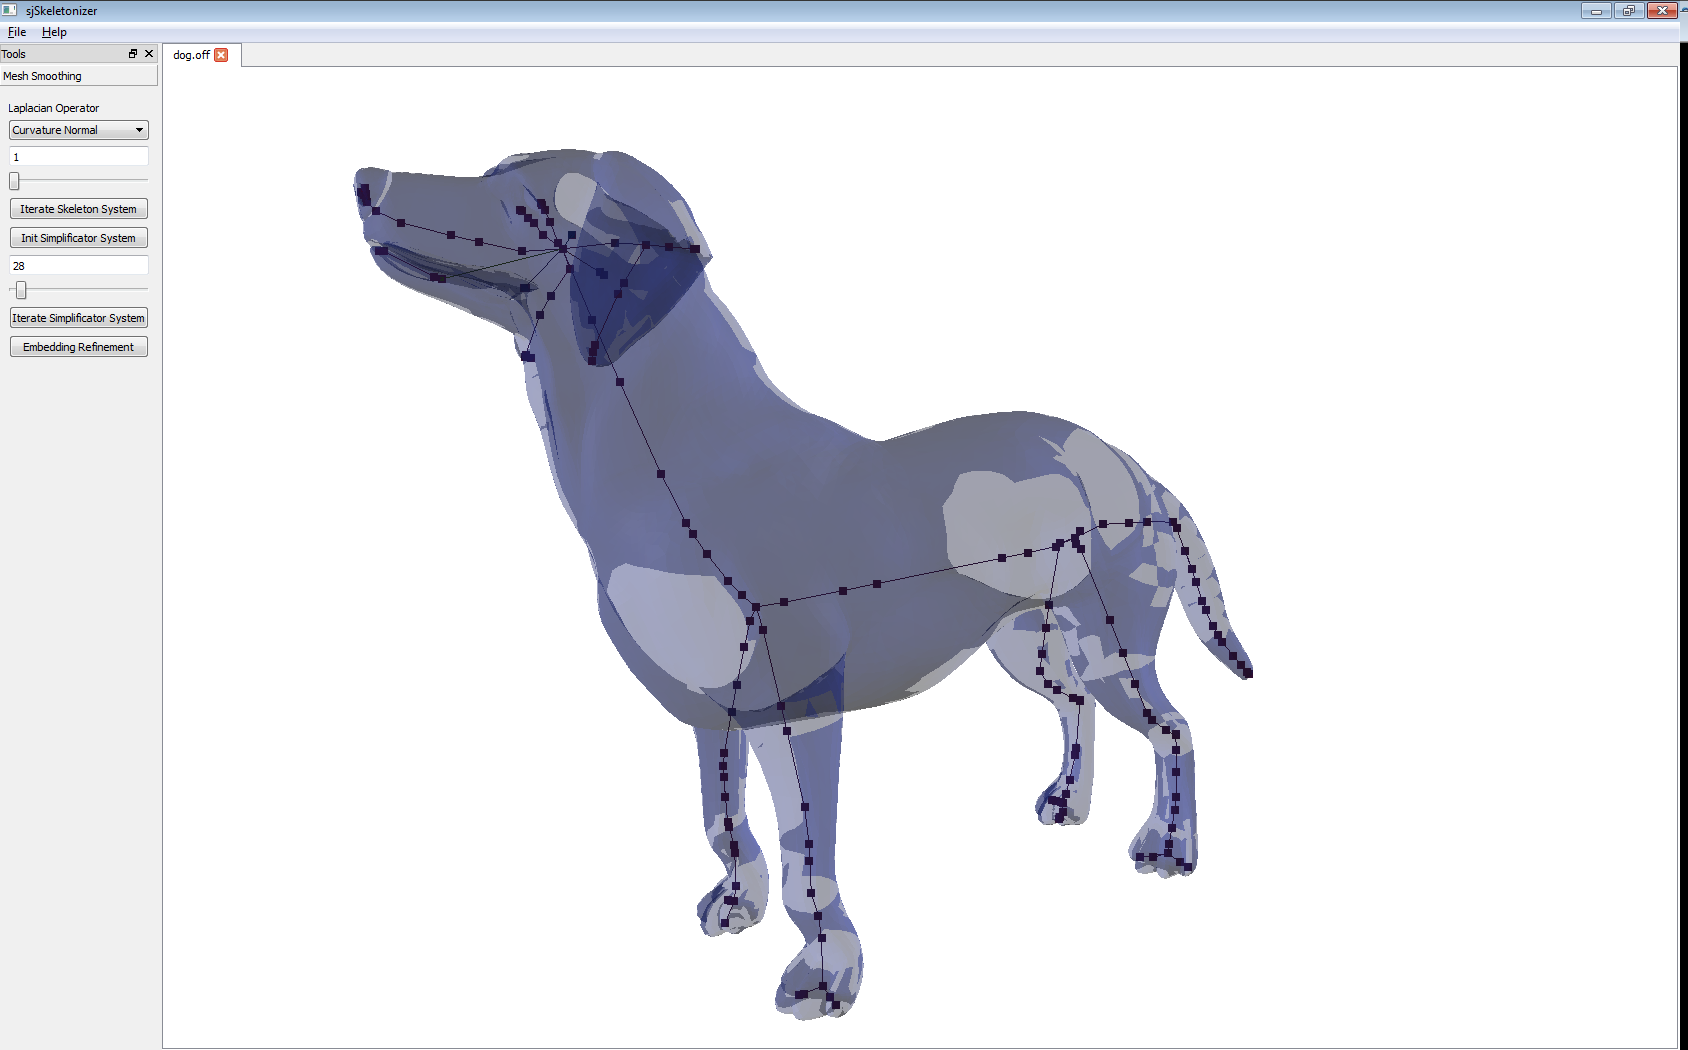 sjSkeletonizer
File Help
Tools
dog.off
Mesh Smoothing
Laplacian Operator
Curvature Normal
1
Iterate Skeleton System
Init Simplificator System
28
Iterate Simplificator System
Embedding Refinement